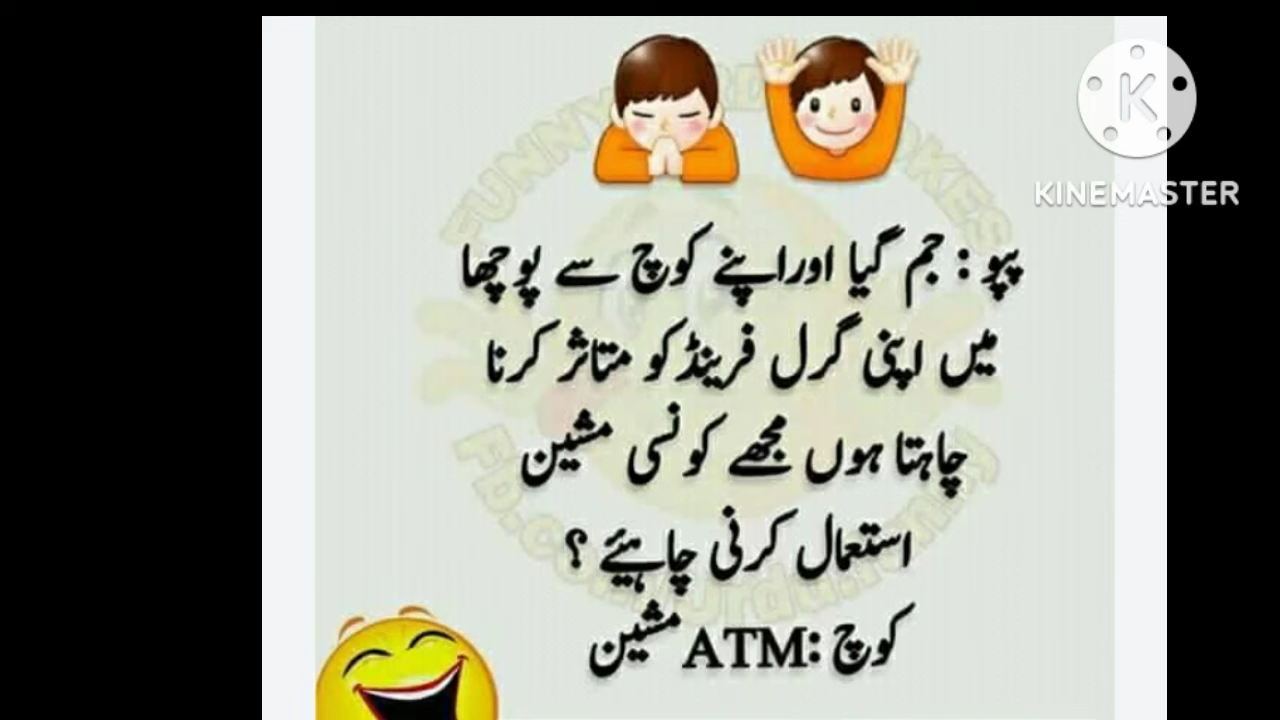 پپو : جم گیا اور اپنے کوچ سے پوچھا
میں اپنی گرل فرینڈ کو متاثر کرنا
چاہتا ہوں مجھے کونسی مشین
استعمال کرنی چاہیئے ؟
کوچ :ATM مشین
K
KINEMASTER